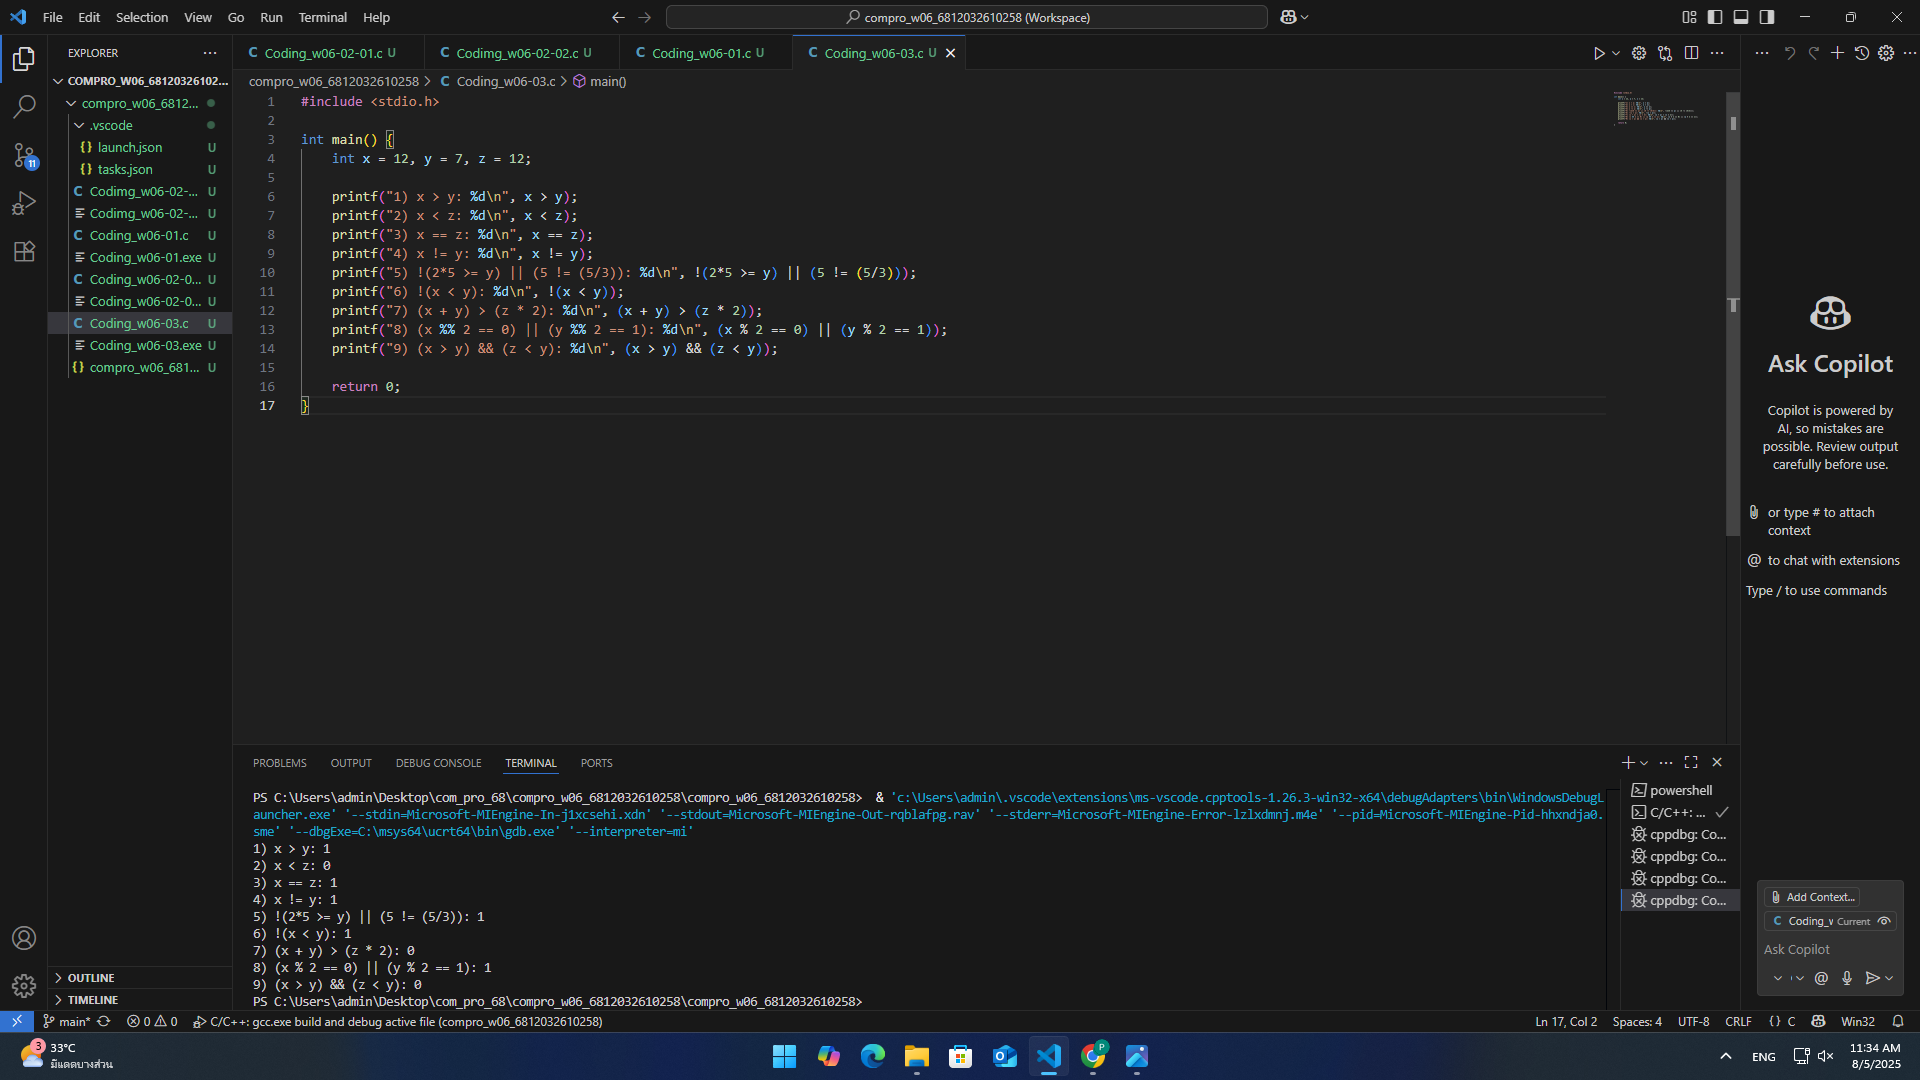 File Edit Selection View Go Run Terminal Help
compro_w06_6812032610258 (Workspace)
EXPLORER
COMPRO_W06_68120326102...
compro_w06_6812...
.vscode
launch.json U
tasks.json U
Codimg_w06-02-... U
Codimg_w06-02-... U
Coding_w06-01.c U
Coding_w06-01.exe U
Coding_w06-02-0... U
Coding_w06-02-0... U
Coding_w06-03.c U
Coding_w06-03.exe U
compro_w06_681... U
OUTLINE
TIMELINE
11
Coding_w06-02-01.c U Codimg_w06-02-02.c U Coding_w06-01.c U Coding_w06-03.c U
compro_w06_6812032610258 > C Coding_w06-03.c > main()
1 #include <stdio.h>
2
3 int main() {
4 int x = 12, y = 7, z = 12;
5
6 printf("1) x > y: %d\n", x > y);
7 printf("2) x < z: %d\n", x < z);
8 printf("3) x == z: %d\n", x == z);
9 printf("4) x != y: %d\n", x != y);
10 printf("5) !(2*5 >= y) || (5 != (5/3)): %d\n", !(2*5 >= y) || (5 != (5/3)));
11 printf("6) !(x < y): %d\n", !(x < y));
12 printf("7) (x + y) > (z * 2): %d\n", (x + y) > (z * 2));
13 printf("8) (x %% 2 == 0) || (y %% 2 == 1): %d\n", (x % 2 == 0) || (y % 2 == 1));
14 printf("9) (x > y) && (z < y): %d\n", (x > y) && (z < y));
15
16 return 0;
17 }
PROBLEMS OUTPUT DEBUG CONSOLE TERMINAL PORTS
PS C:\Users\admin\Desktop\com_pro_68\compro_w06_6812032610258\compro_w06_6812032610258> & 'c:\Users\admin\.vscode\extensions\ms-vscode.cpptools-1.26.3-win32-x64\debugAdapters\bin\WindowsDebugL
auncher.exe' '--stdin=Microsoft-MIEngine-In-j1xcsehi.xdn' '--stdout=Microsoft-MIEngine-Out-rqblafpg.rav' '--stderr=Microsoft-MIEngine-Error-lzlxdmnj.m4e' '--pid=Microsoft-MIEngine-Pid-hhxndja0.
sme' '--dbgExe=C:\msys64\ucrt64\bin\gdb.exe' '--interpreter=mi'
1) x > y: 1
2) x < z: 0
3) x == z: 1
4) x != y: 1
5) !(2*5 >= y) || (5 != (5/3)): 1
6) !(x < y): 1
7) (x + y) > (z * 2): 0
8) (x % 2 == 0) || (y % 2 == 1): 1
9) (x > y) && (z < y): 0
PS C:\Users\admin\Desktop\com_pro_68\compro_w06_6812032610258\compro_w06_6812032610258>
powershell
C/C++: ...
cppdbg: Co...
cppdbg: Co...
cppdbg: Co...
cppdbg: Co...
Ask Copilot
Copilot is powered by
AI, so mistakes are
possible. Review output
carefully before use.
or type # to attach
context
@ to chat with extensions
Type / to use commands
Add Context...
C Coding_w Current
Ask Copilot
main* 0 0 C/C++: gcc.exe build and debug active file (compro_w06_6812032610258)
Ln 17, Col 2 Spaces: 4 UTF-8 CRLF {} C Win32
3
33°C
มีแดดบางส่วน
P
ENG
11:34 AM
8/5/2025